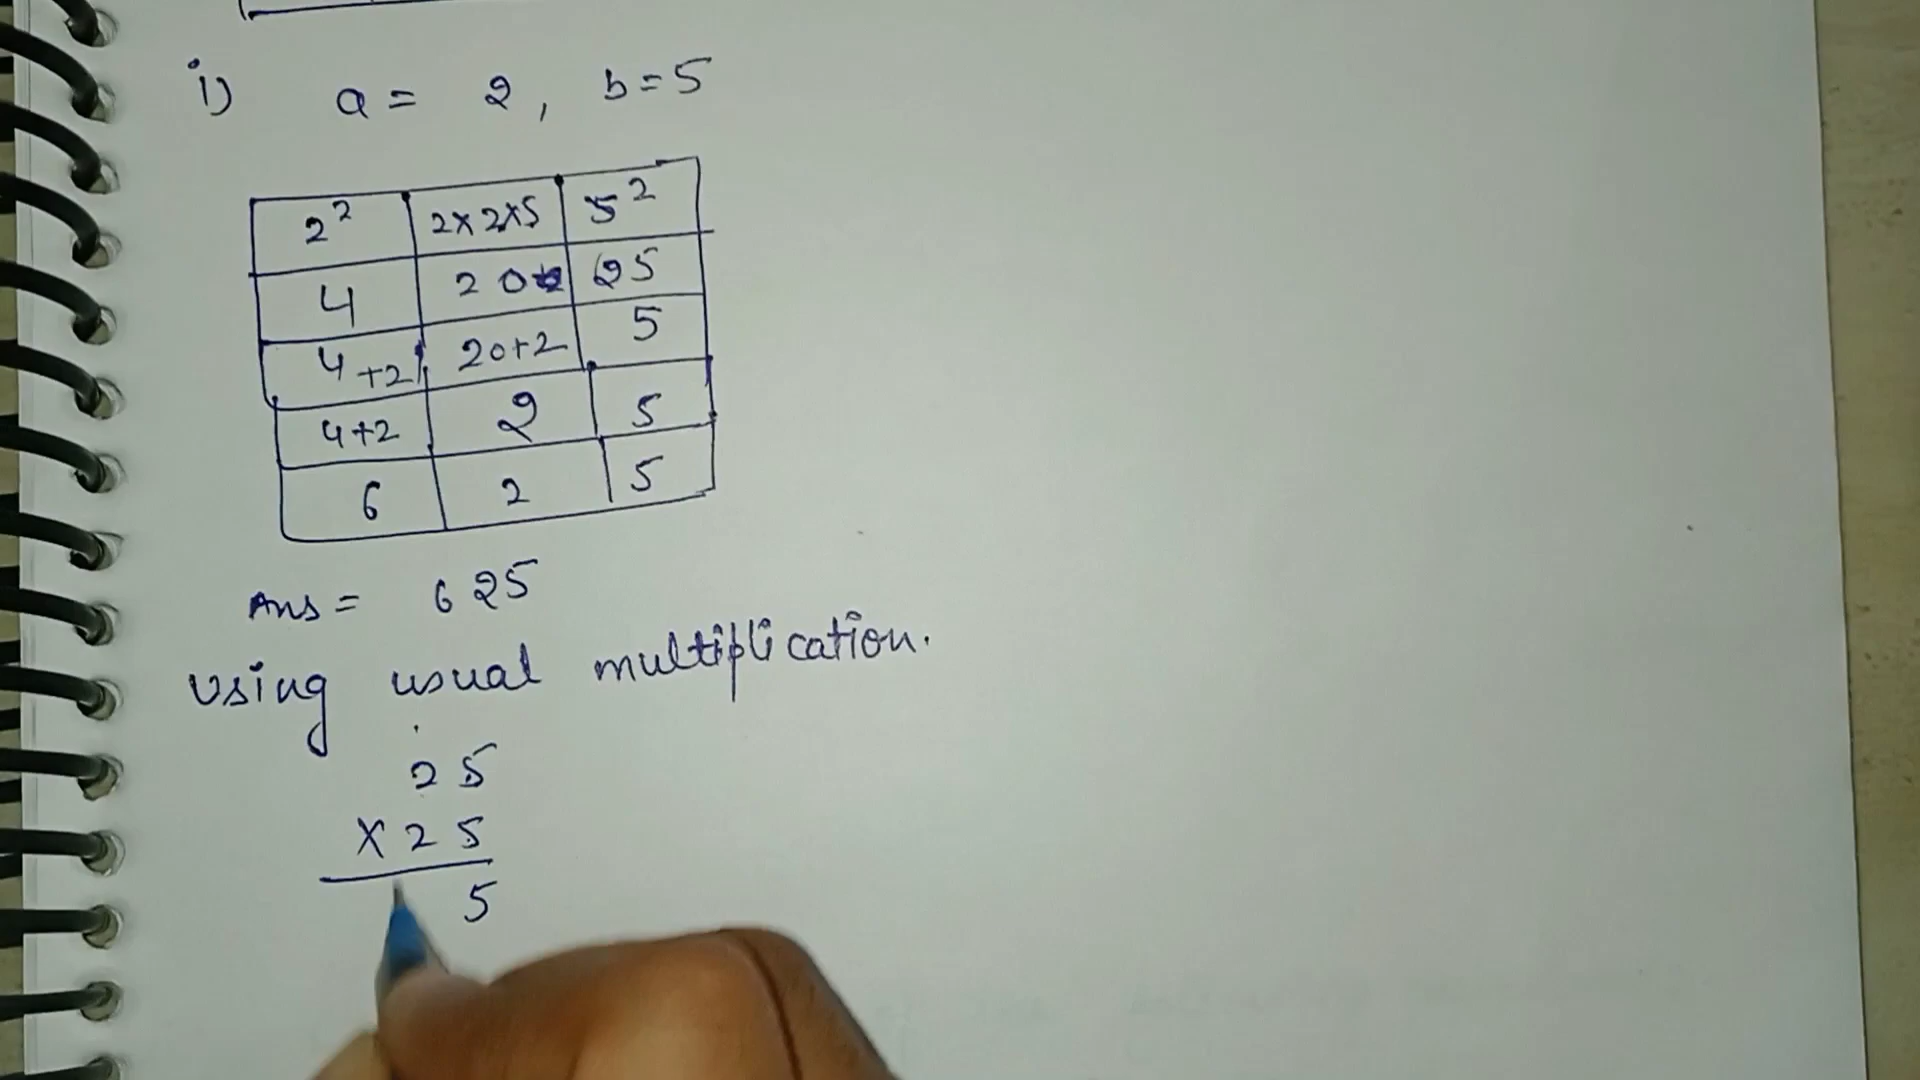 i) a = 2, b=5
2² 2×2×5 5²
4 20 25
4+2 20+2 5
4+2 2 5
6 2 5
Ans = 625
Using usual multiplication.
25
×25
5